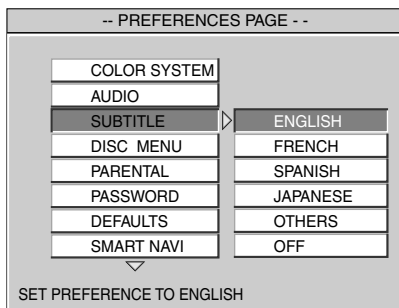 -- PREFERENCES PAGE - -
COLOR SYSTEM
AUDIO
SUBTITLE
DISC MENU
PARENTAL
PASSWORD
DEFAULTS
SMART NAVI
ENGLISH
FRENCH
SPANISH
JAPANESE
OTHERS
OFF
SET PREFERENCE TO ENGLISH